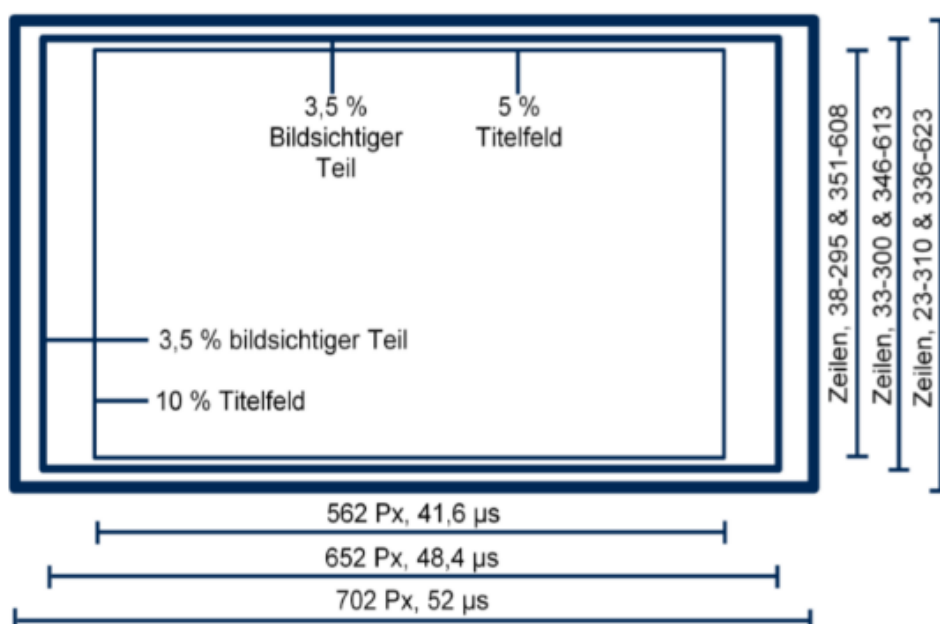 3,5 %
Bildsichtiger
Teil
5 %
Titelfeld
3,5 % bildsichtiger Teil
10 % Titelfeld
Zeilen, 38-295 & 351-608
Zeilen, 33-300 & 346-613
Zeilen, 23-310 & 336-623
562 Px, 41,6 µs
652 Px, 48,4 µs
702 Px, 52 µs